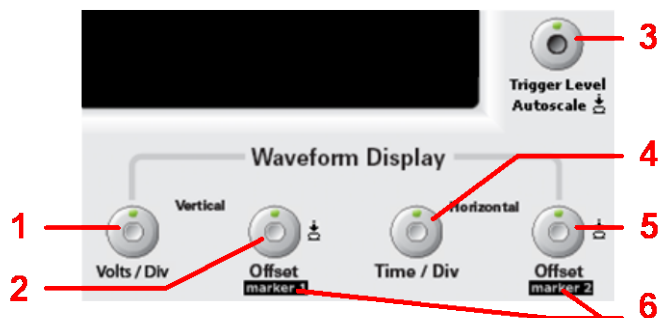 3
Trigger Level
Autoscale
4
Waveform Display
Vertical
Horizontal
1
5
2
Volts / Div
Offset
marker 1
Time / Div
Offset
marker 2
6